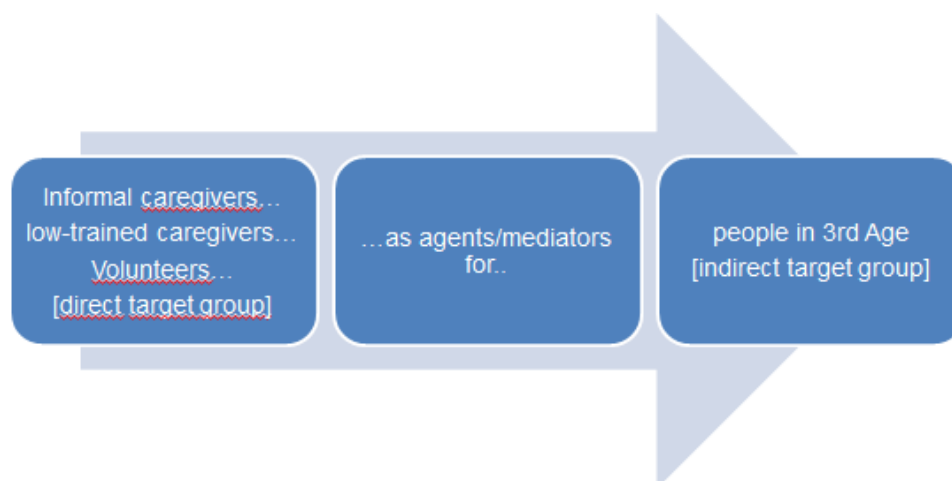 Informal caregivers…
low-trained caregivers…
Volunteers…
[direct target group]
…as agents/mediators
for..
people in 3rd Age
[indirect target group]